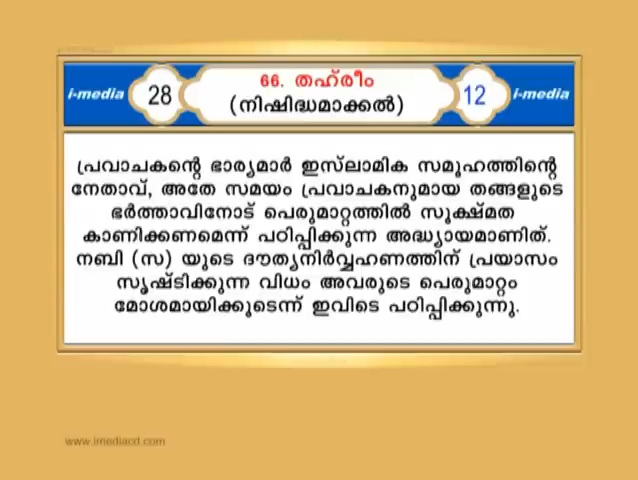 66. തഹ്‌രീം
i-media 28 (നിഷിദ്ധമാക്കൽ) 12 i-media
പ്രവാചകന്റെ ഭാര്യമാർ ഇസ്‌ലാമിക സമൂഹത്തിന്റെ
നേതാവ്, അതേ സമയം പ്രവാചകനുമായ തങ്ങളുടെ
ഭർത്താവിനോട് പെരുമാറ്റത്തിൽ സൂക്ഷ്മത
കാണിക്കണമെന്ന് പഠിപ്പിക്കുന്ന അദ്ധ്യായമാണിത്.
നബി (സ) യുടെ ദൗത്യനിർവ്വഹണത്തിന് പ്രയാസം
സൃഷ്ടിക്കുന്ന വിധം അവരുടെ പെരുമാറ്റം
മോശമായിക്കൂടെന്ന് ഇവിടെ പഠിപ്പിക്കുന്നു.
www.imediacd.com